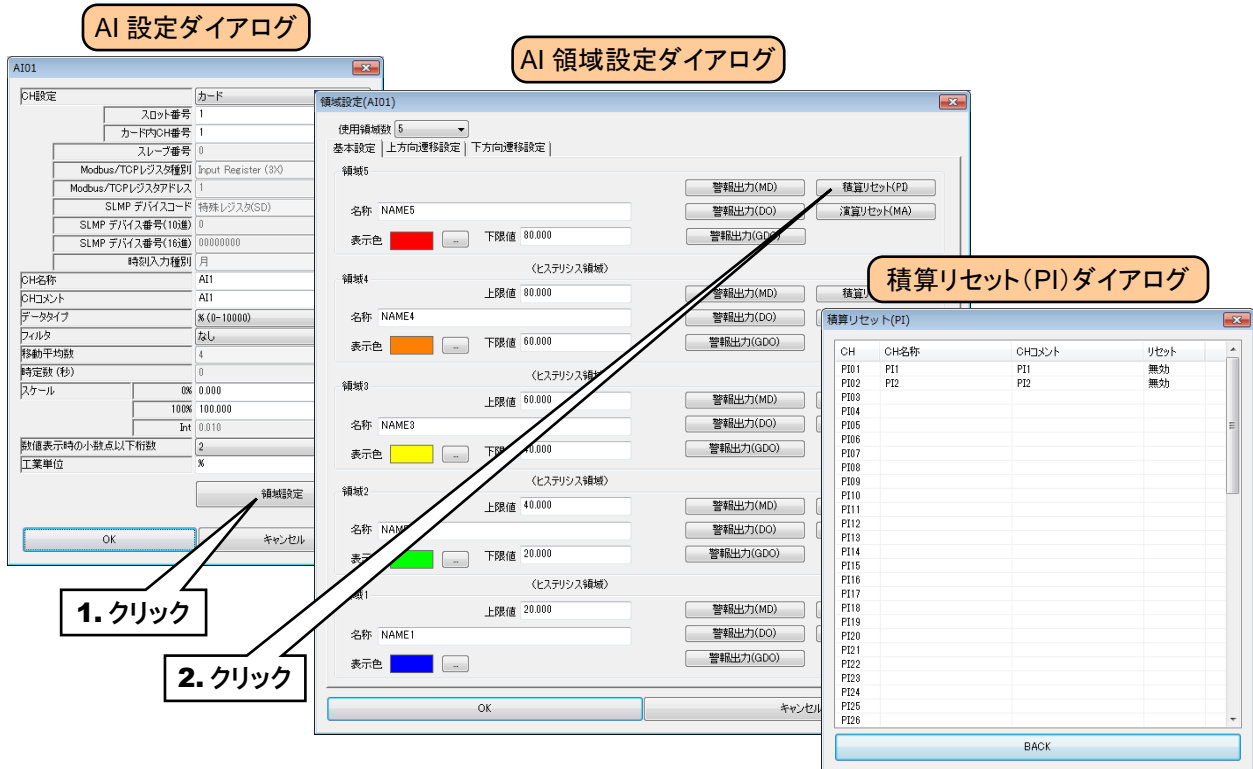 AI 設定ダイアログ
AI01
CH設定 カード
スロット番号 1
カード内CH番号 1
スレーブ番号 0
Modbus/TCPレジスタ種別 Input Register (3X)
Modbus/TCPレジスタアドレス 1
SLMP デバイスコード 特殊レジスタ(SD)
SLMP デバイス番号(10進) 0
SLMP デバイス番号(16進) 00000000
時刻入力種別 月
CH名称 AI1
CHコメント AI1
データタイプ % (0-10000)
フィルタ なし
移動平均数 4
時定数 (秒) 0
スケール 0% 0.000
100% 100.000
Int 0.010
数値表示時の小数点以下桁数 2
工業単位 %
領域設定
OK キャンセル
1. クリック
AI 領域設定ダイアログ
領域設定(AI01)
使用領域数 5
基本設定 上方向遷移設定 下方向遷移設定
領域5
警報出力(MD) 積算リセット(PI)
名称 NAME5 警報出力(DO) 演算リセット(MA)
表示色 ... 下限値 80.000 警報出力(GDO)
(ヒステリシス領域)
領域4
上限値 80.000 警報出力(MD)
名称 NAME4 警報出力(DO)
表示色 ... 下限値 60.000 警報出力(GDO)
(ヒステリシス領域)
領域3
上限値 60.000 警報出力(MD)
名称 NAME3 警報出力(DO)
表示色 ... 40.000 警報出力(GDO)
(ヒステリシス領域)
領域2
上限値 40.000 警報出力(MD)
名称 警報出力(DO)
... 下限値 20.000 警報出力(GDO)
(ヒステリシス領域)
上限値 20.000 警報出力(MD)
名称 NAME1 警報出力(DO)
表示色 ... 警報出力(GDO)
OK
2. クリック
積算リセット(PI)ダイアログ
積算リセット(PI)
CH CH名称 CHコメント リセット
PI01 PI1 PI1 無効
PI02 PI2 PI2 無効
PI03
PI04
PI05
PI06
PI07
PI08
PI09
PI10
PI11
PI12
PI13
PI14
PI15
PI16
PI17
PI18
PI19
PI20
PI21
PI22
PI23
PI24
PI25
PI26
BACK